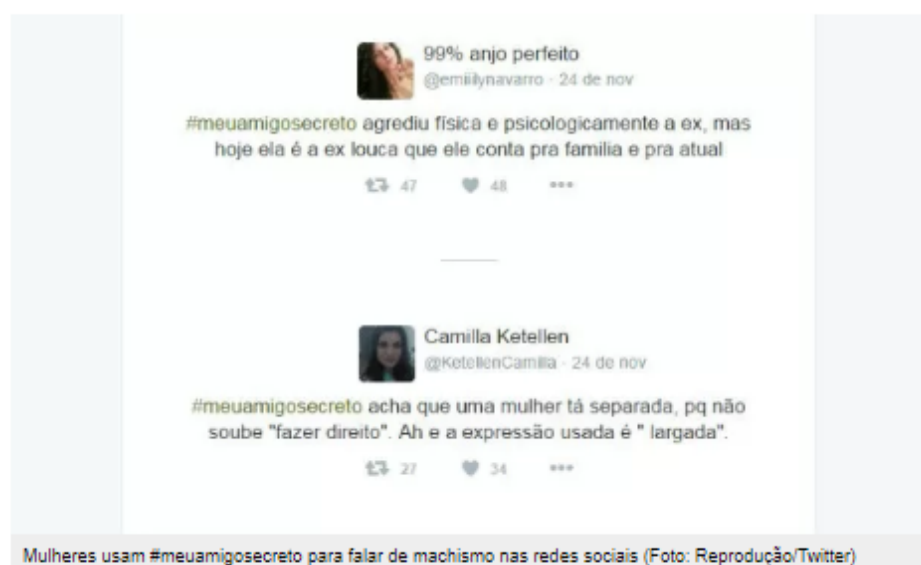 99% anjo perfeito
@emiiilynavarro · 24 de nov
#meuamigosecreto agrediu física e psicologicamente a ex, mas
hoje ela é a ex louca que ele conta pra familia e pra atual
47 48
Camilla Ketellen
@KetellenCamilla · 24 de nov
#meuamigosecreto acha que uma mulher tá separada, pq não
soube "fazer direito". Ah e a expressão usada é " largada".
27 34
Mulheres usam #meuamigosecreto para falar de machismo nas redes sociais (Foto: Reprodução/Twitter)